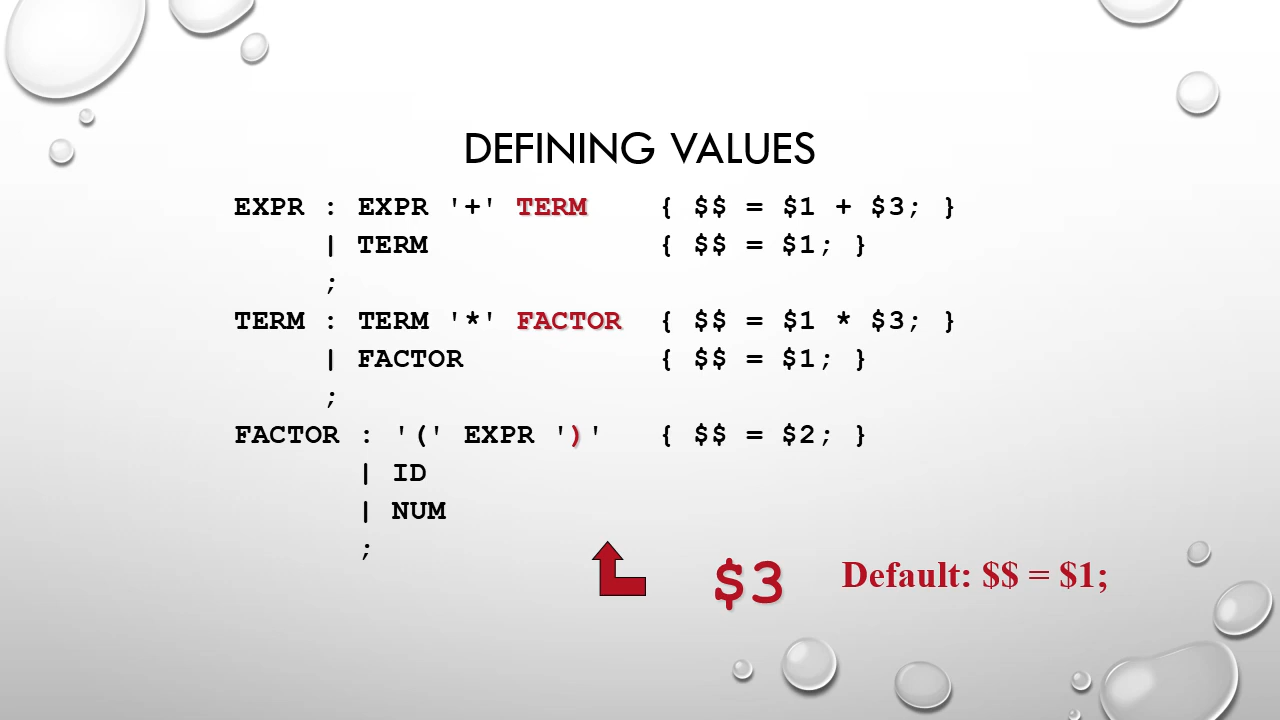 DEFINING VALUES
EXPR : EXPR '+' TERM { $$ = $1 + $3; }
| TERM { $$ = $1; }
;
TERM : TERM '*' FACTOR { $$ = $1 * $3; }
| FACTOR { $$ = $1; }
;
FACTOR : '(' EXPR ')' { $$ = $2; }
| ID
| NUM
;
$3 Default: $$ = $1;